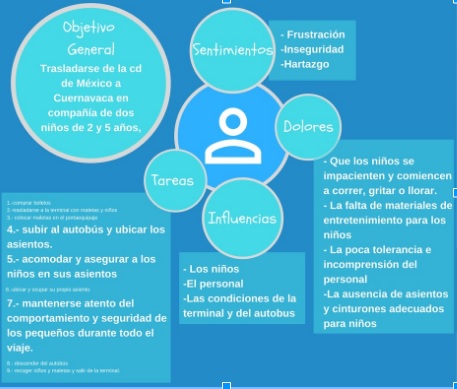 Objetivo
General
Trasladarse de la cd
de México a
Cuernavaca en
compañía de dos
niños de 2 y 5 años,
Sentimientos
- Frustración
-Inseguridad
-Hartazgo
Dolores
- Que los niños se
impacienten y comiencen
a correr, gritar o llorar.
- La falta de materiales de
entretenimiento para los
niños
- La poca tolerancia e
incomprensión del
personal
-La ausencia de asientos
y cinturones adecuados
para niños
Influencias
- Los niños
-El personal
-Las condiciones de la
terminal y del autobus
Tareas
1.-comprar boletos
2.-trasladarse a la terminal con maletas y niños
3.- colocar maletas en el portaequipaje
4.- subir al autobús y ubicar los
asientos.
5.- acomodar y asegurar a los
niños en sus asientos
6.-ubicar y ocupar su propio asiento
7.- mantenerse atento del
comportamiento y seguridad de
los pequeños durante todo el
viaje.
8.- descender del autobús
9.- recoger niños y maletas y salir de la terminal.